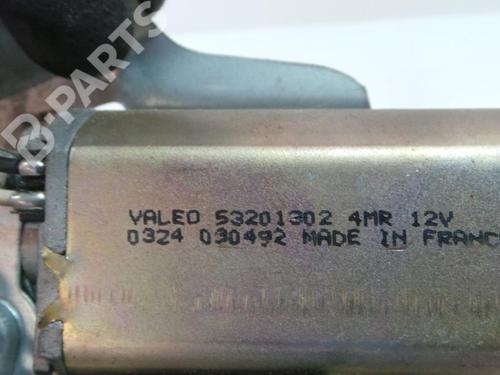 VALEO 53201302 4MR 12V
0324 030492 MADE IN FRANC
B-PARTS